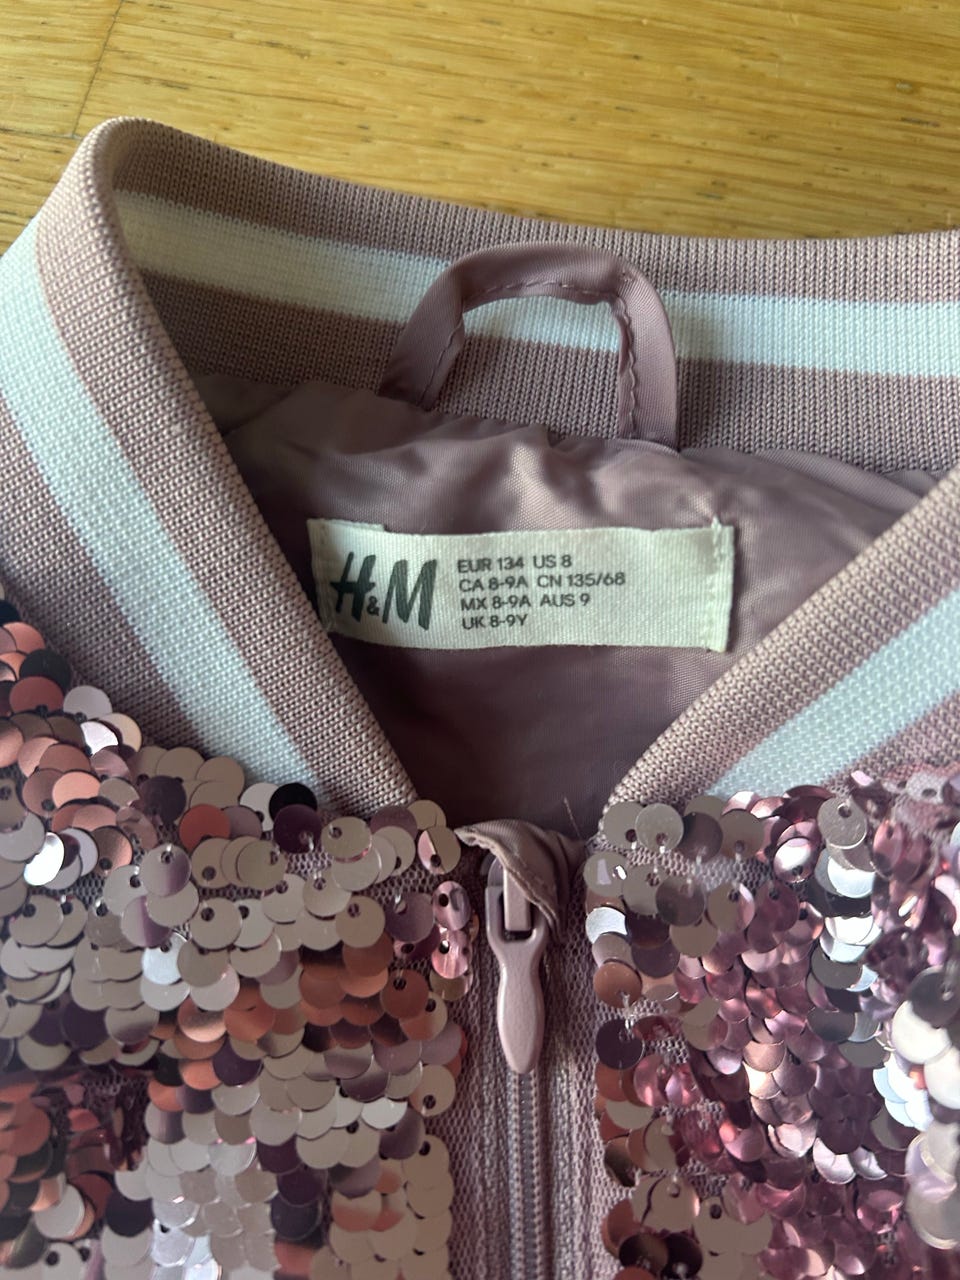 H&M
EUR 134 US 8
CA 8-9A CN 135/68
MX 8-9A AUS 9
UK 8-9Y